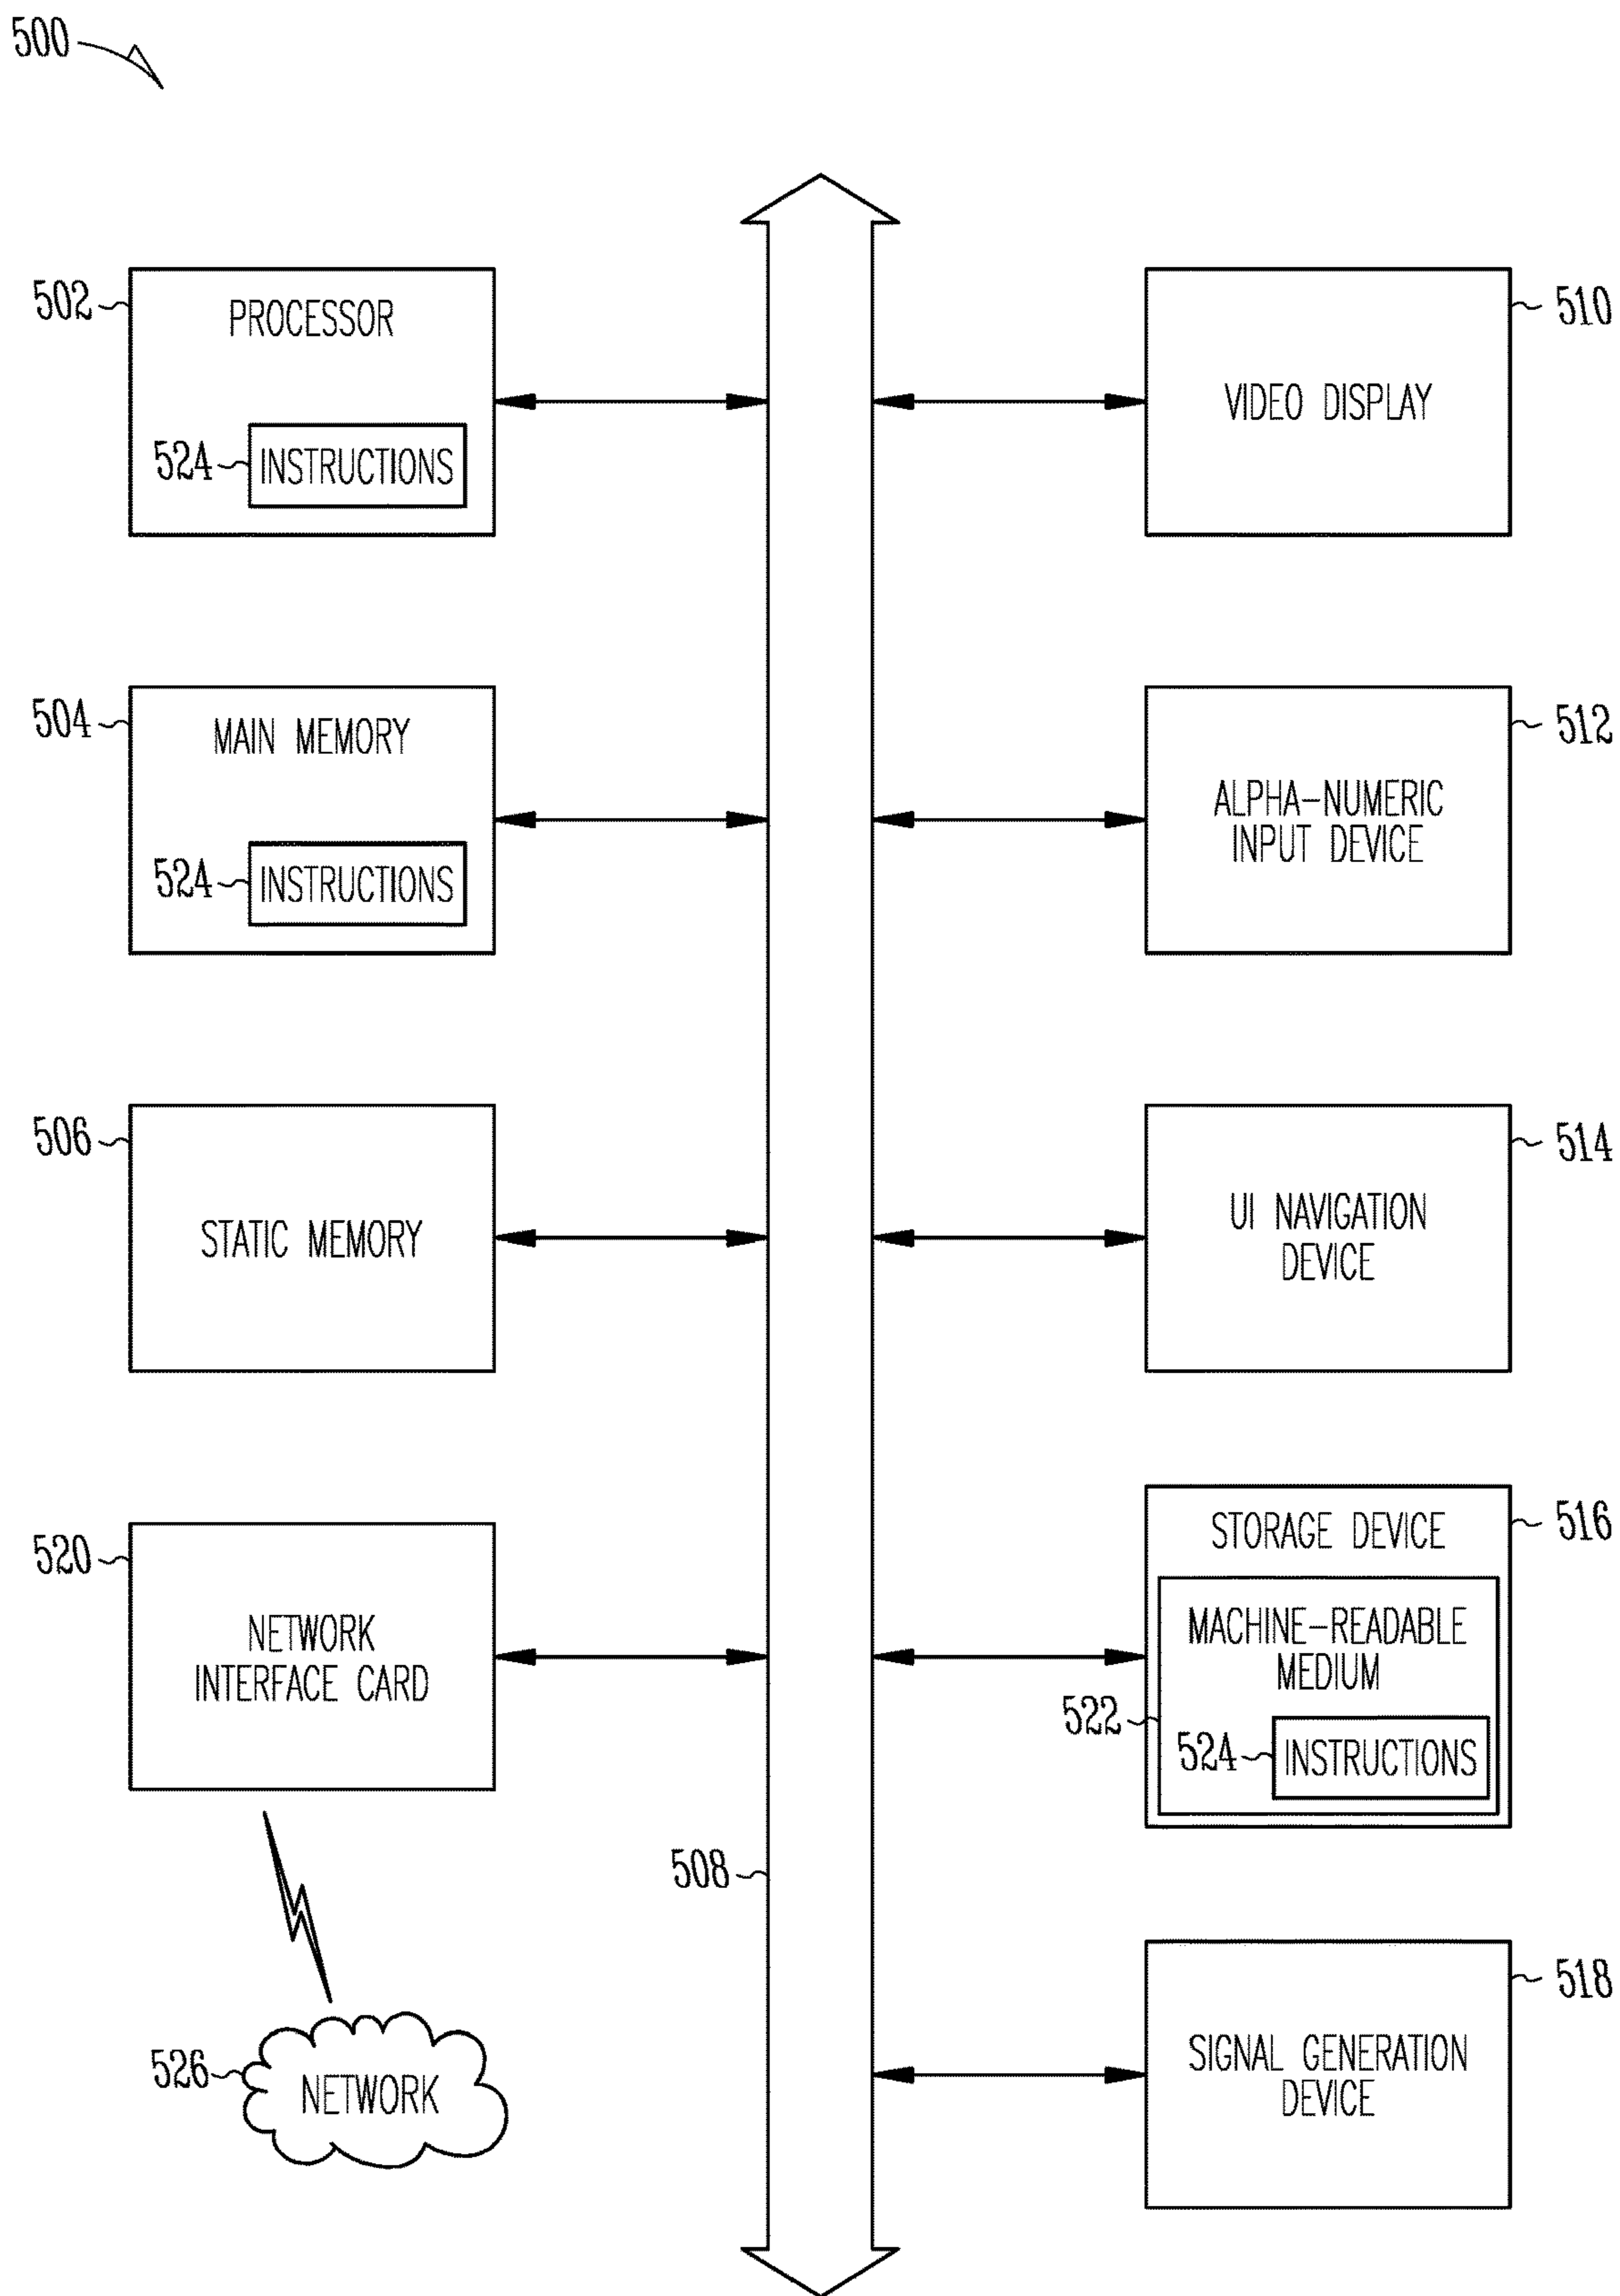 500
502
PROCESSOR
524
INSTRUCTIONS
504
MAIN MEMORY
524
INSTRUCTIONS
506
STATIC MEMORY
520
NETWORK
INTERFACE CARD
526
NETWORK
508
510
VIDEO DISPLAY
512
ALPHA-NUMERIC
INPUT DEVICE
514
UI NAVIGATION
DEVICE
516
STORAGE DEVICE
MACHINE-READABLE
MEDIUM
522
524
INSTRUCTIONS
518
SIGNAL GENERATION
DEVICE